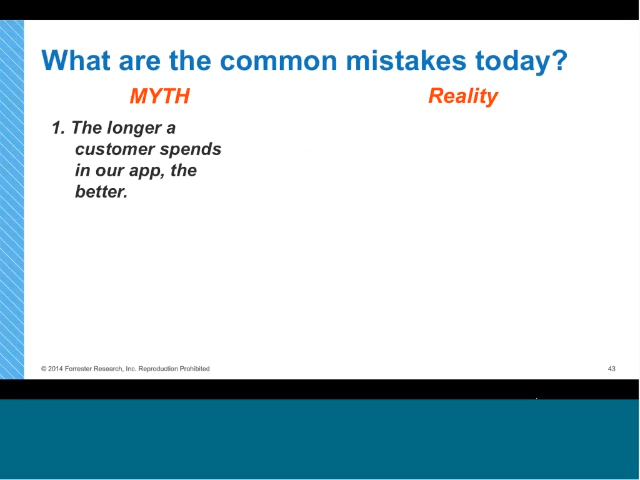 What are the common mistakes today?
MYTH
Reality
1. The longer a
customer spends
in our app, the
better.
© 2014 Forrester Research, Inc. Reproduction Prohibited
43